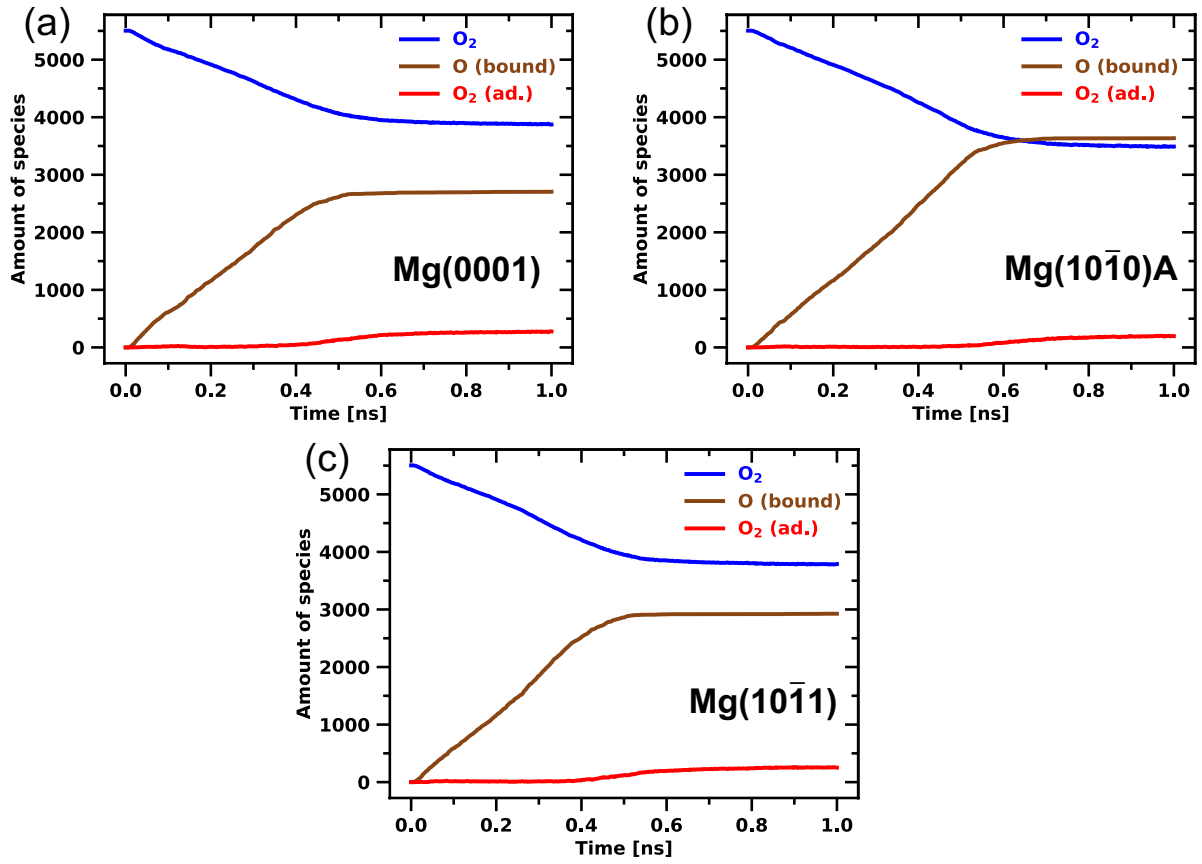 (a)
O₂
O (bound)
O₂ (ad.)
Mg(0001)
Amount of species
5000
4000
3000
2000
1000
0
0.0 0.2 0.4 0.6 0.8 1.0
Time [ns]
(b)
O₂
O (bound)
O₂ (ad.)
Mg(101̄0)A
Amount of species
5000
4000
3000
2000
1000
0
0.0 0.2 0.4 0.6 0.8 1.0
Time [ns]
(c)
O₂
O (bound)
O₂ (ad.)
Mg(101̄1)
Amount of species
5000
4000
3000
2000
1000
0
0.0 0.2 0.4 0.6 0.8 1.0
Time [ns]